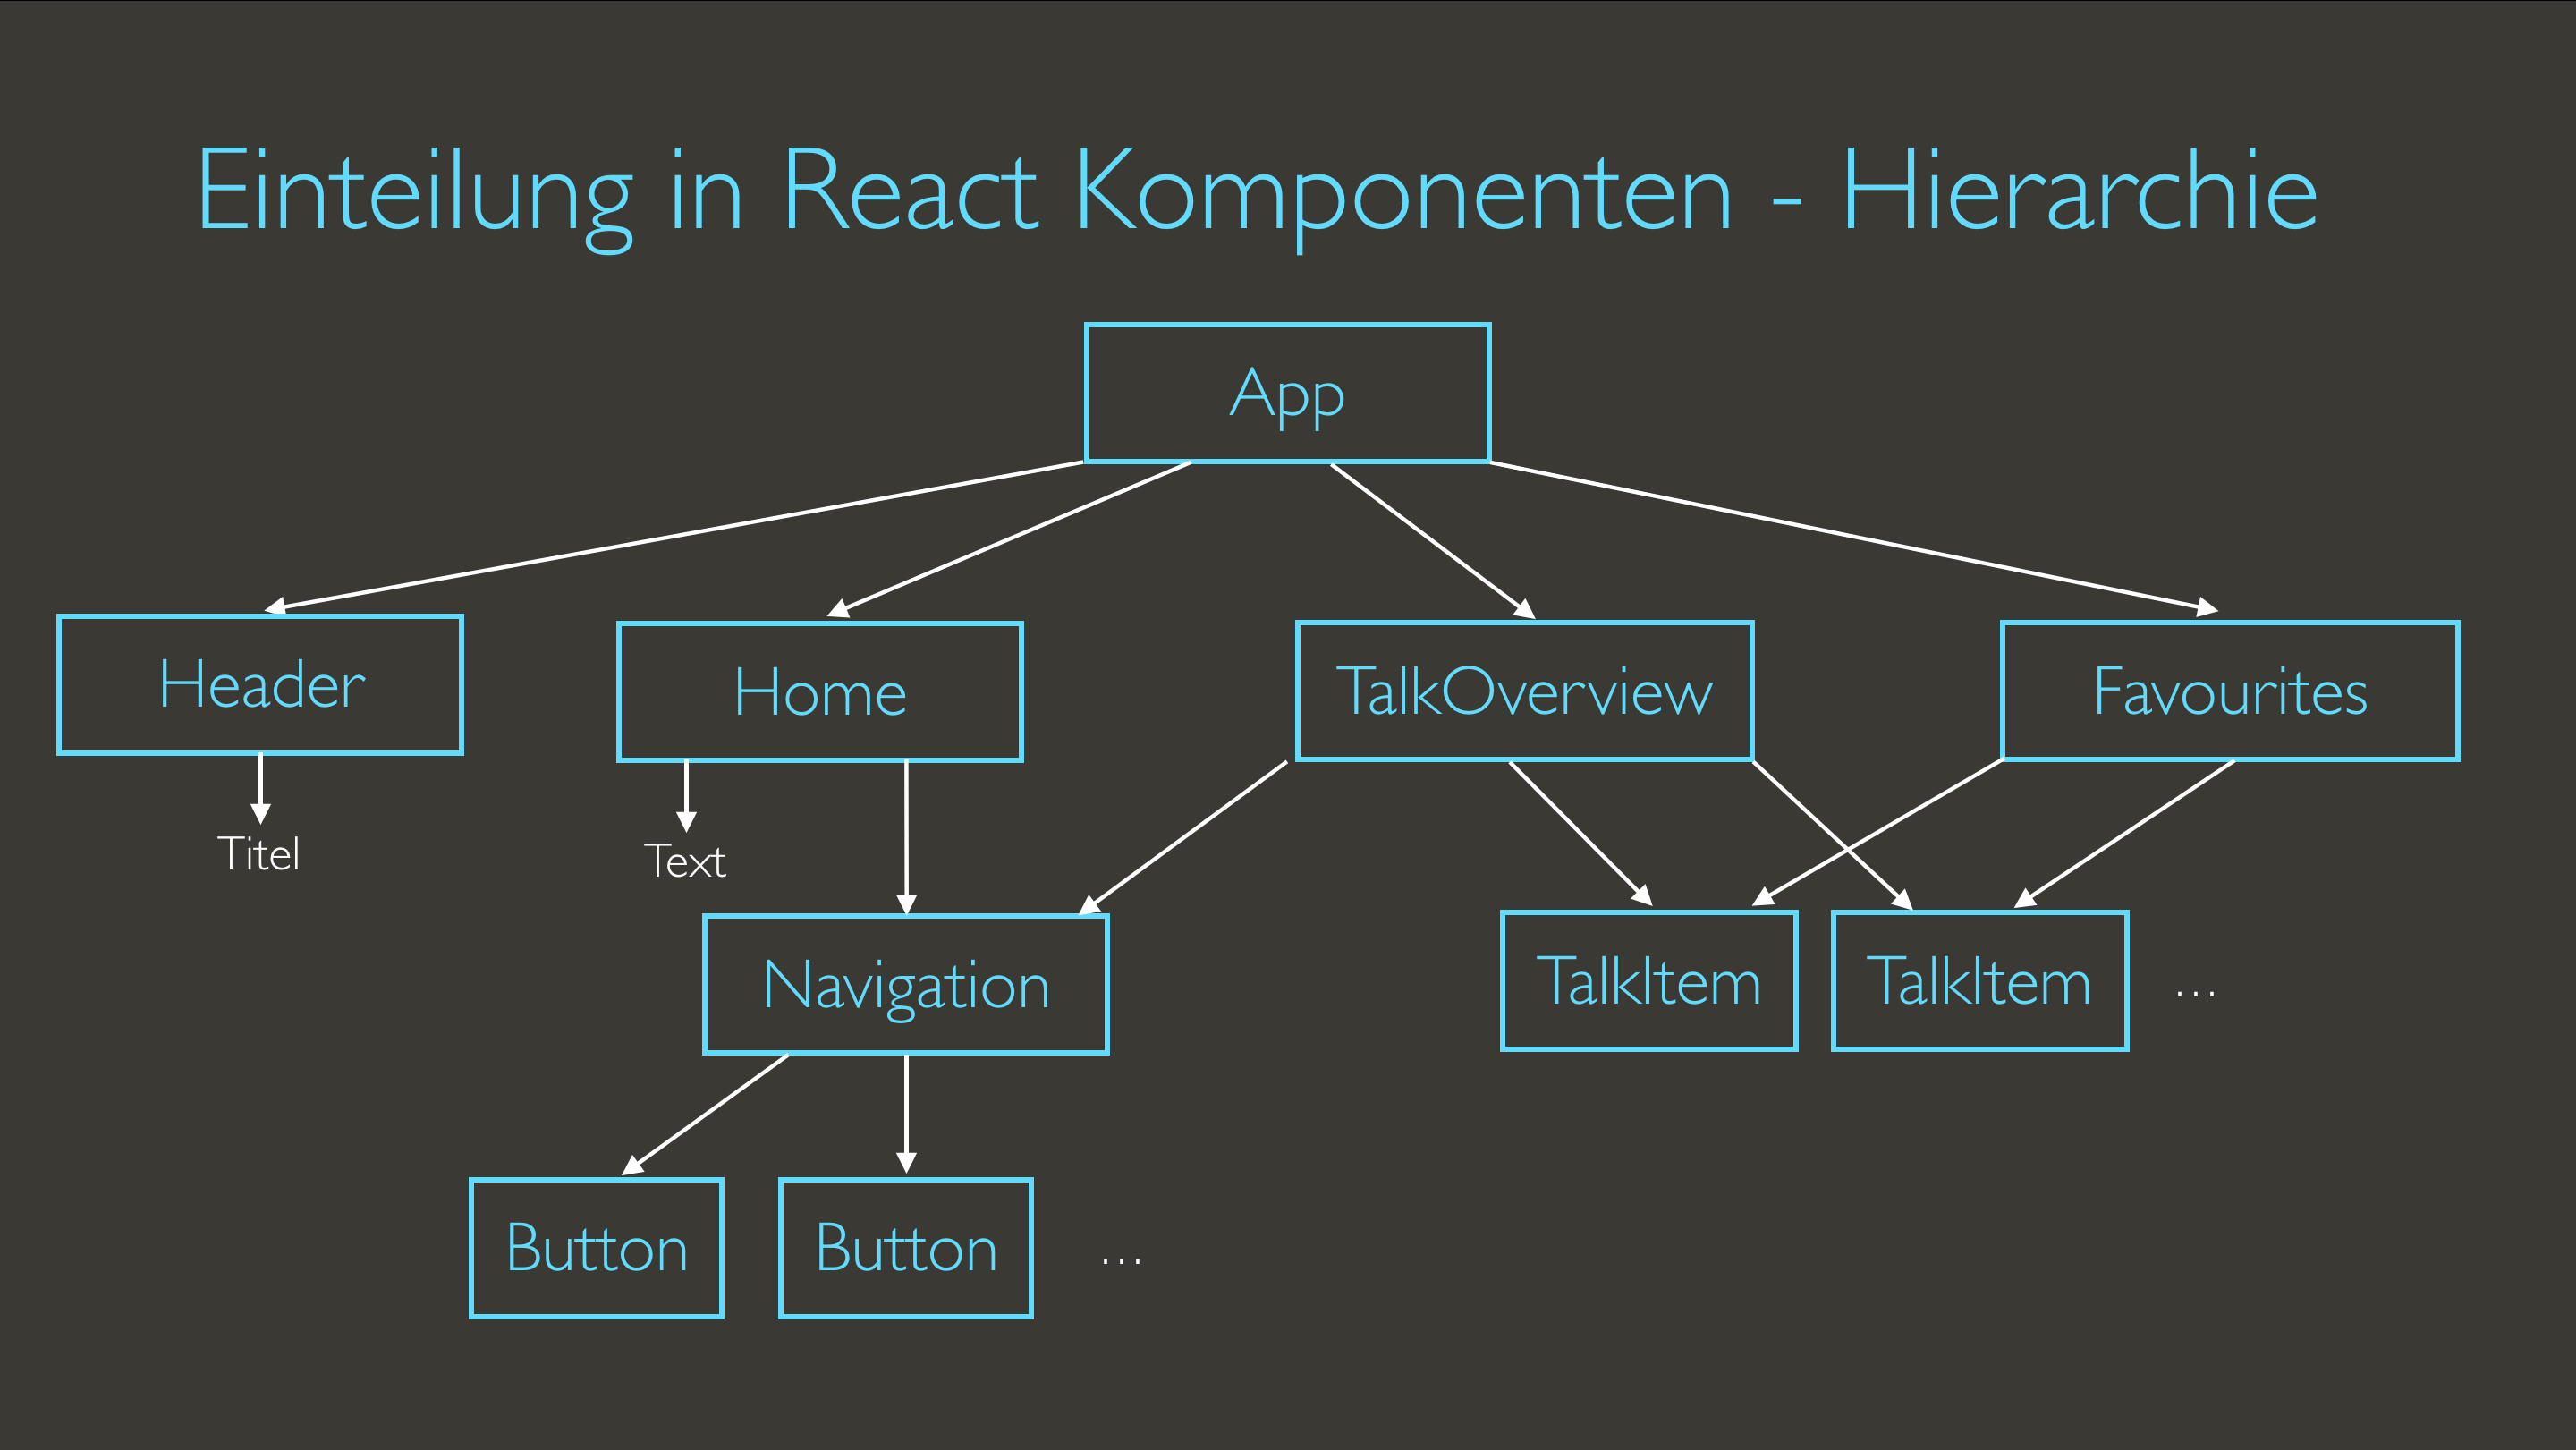 Einteilung in React Komponenten - Hierarchie
App
Header
Home
TalkOverview
Favourites
Titel
Text
Navigation
TalkItem
TalkItem
...
Button
Button
...